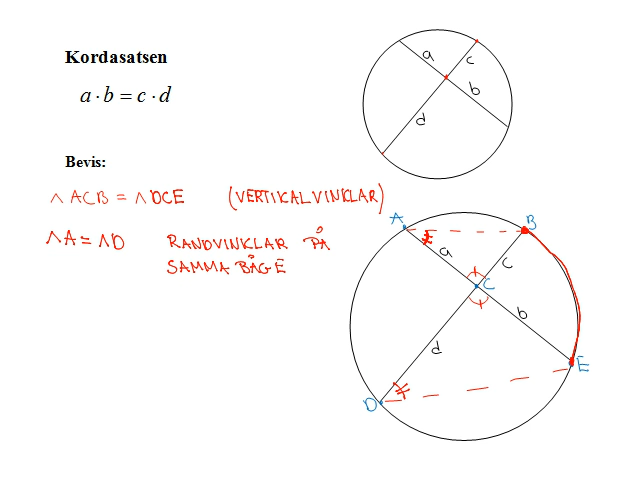 Kordasatsen
a · b = c · d
Bevis:
∧ ACB = ∧ DCE (VERTIKALVINKLAR)
∧A = ∧D RANDVINKLAR PÅ
SAMMA BÅGE
a
c
b
d
A
B
a
c
C
b
d
E
D